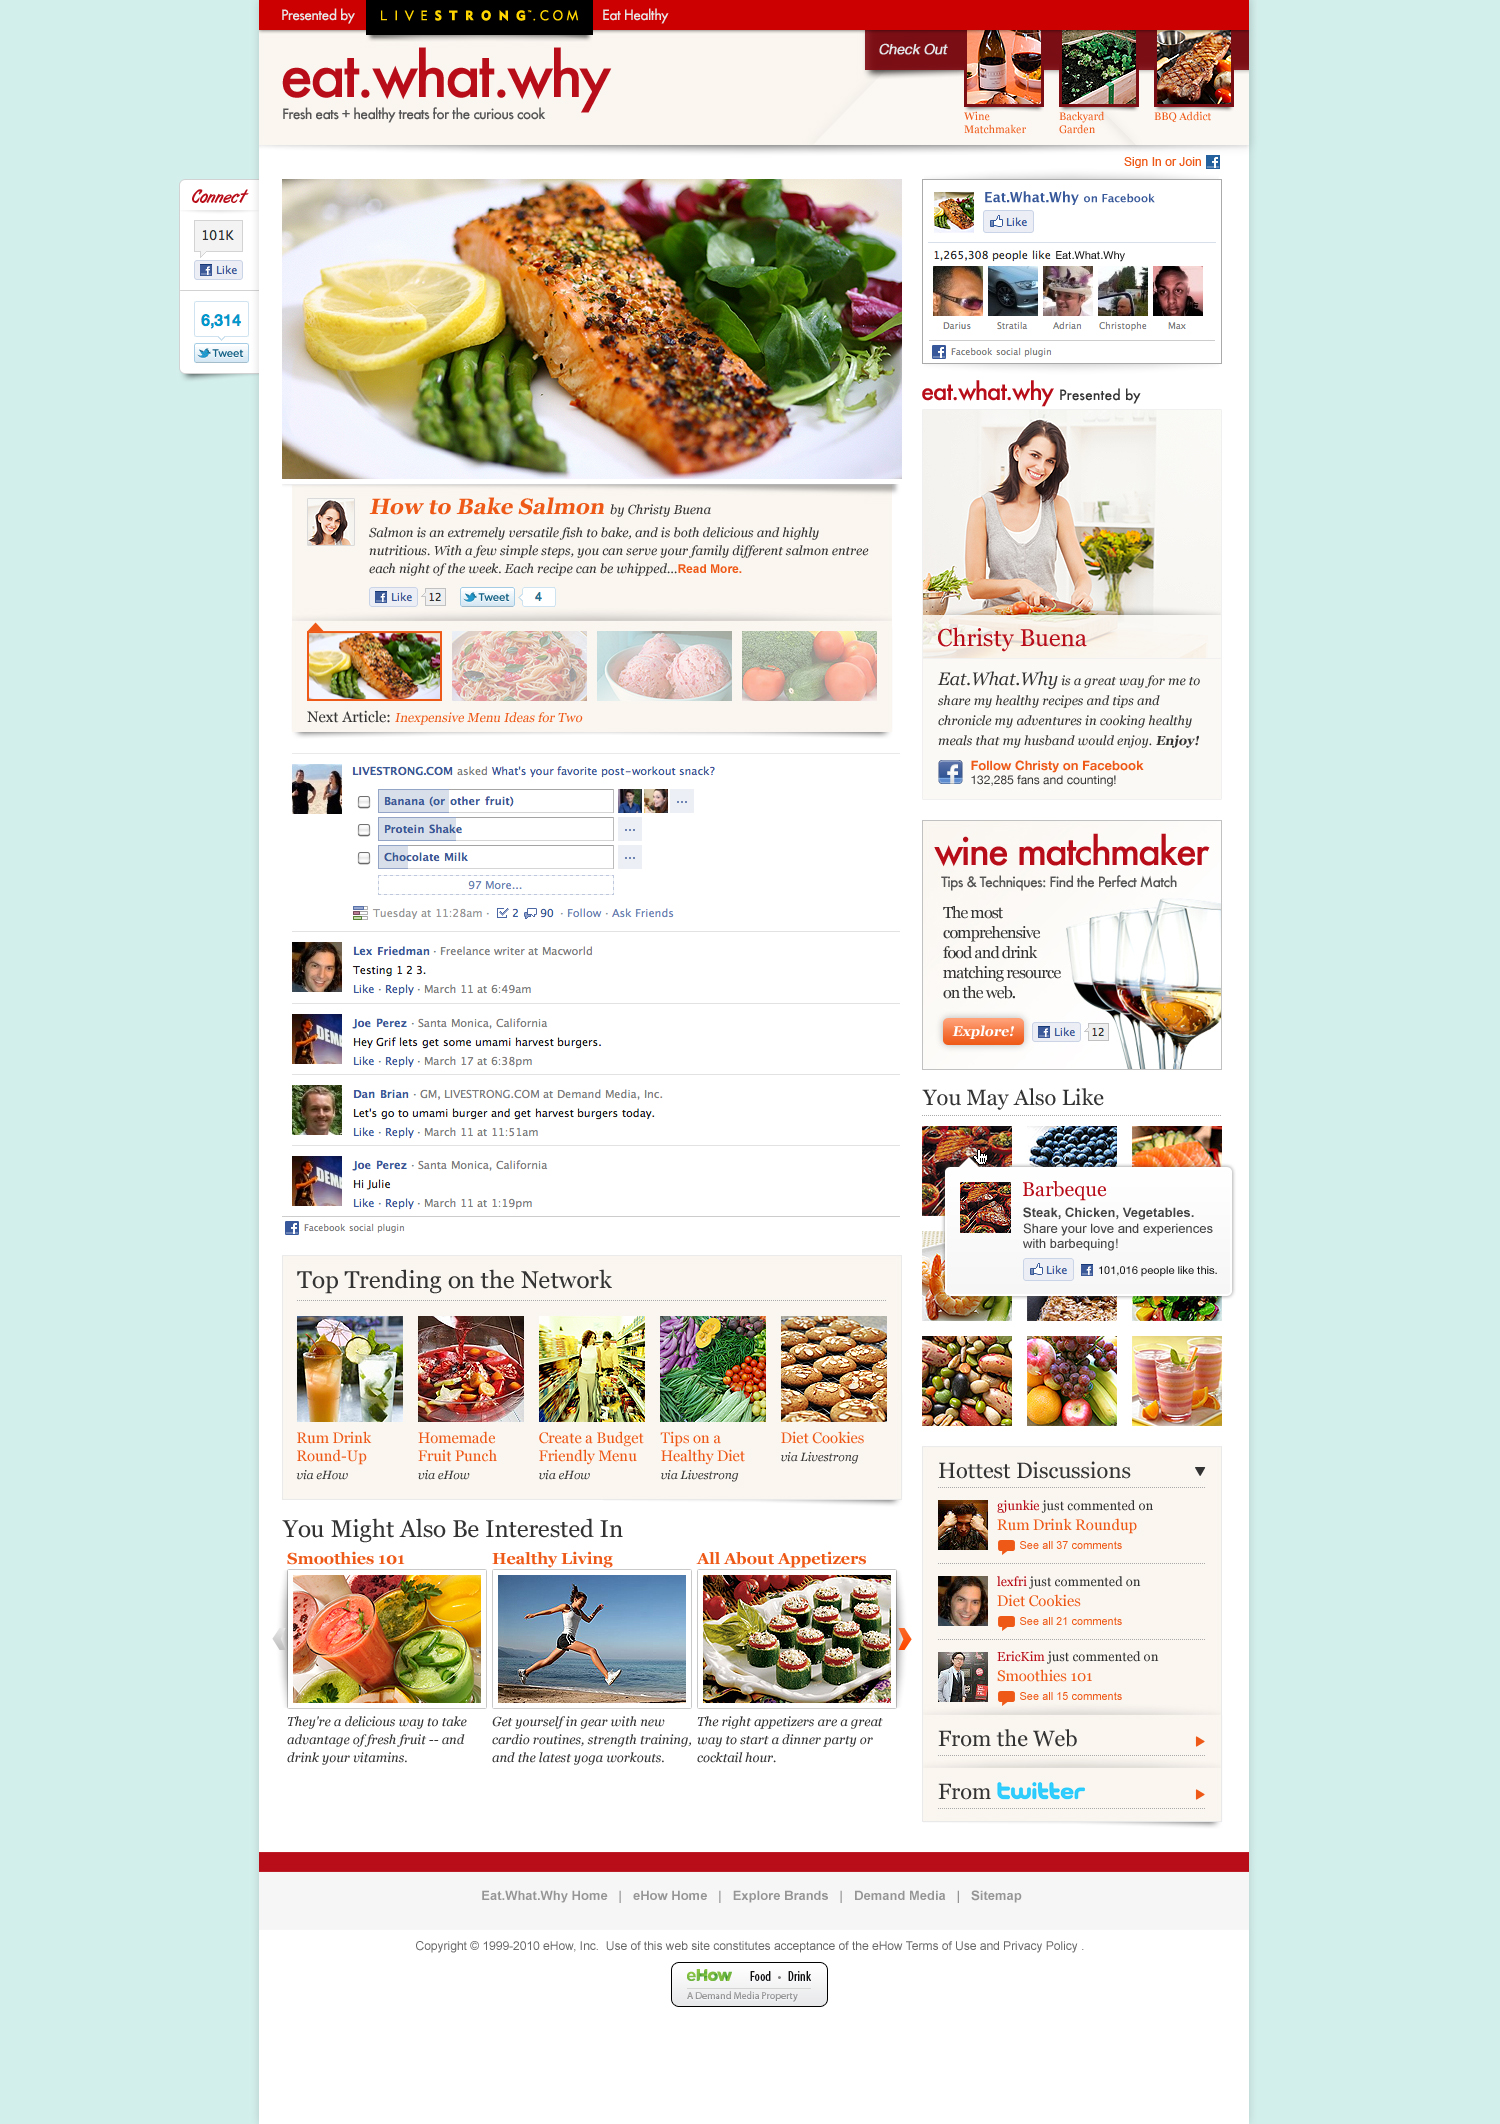 Presented by LIVESTRONG.COM Eat Healthy
eat.what.why
Fresh eats + healthy treats for the curious cook
Check Out
Wine
Matchmaker
Backyard
Garden
BBQ Addict
Sign In or Join
Connect
101K
Like
6,314
Tweet
Eat.What.Why on Facebook
Like
1,265,308 people like Eat.What.Why
Darius Stratila Adrian Christophe Max
Facebook social plugin
How to Bake Salmon by Christy Buena
Salmon is an extremely versatile fish to bake, and is both delicious and highly
nutritious. With a few simple steps, you can serve your family different salmon entree
each night of the week. Each recipe can be whipped...Read More.
Like 12 Tweet 4
Next Article: Inexpensive Menu Ideas for Two
LIVESTRONG.COM asked What's your favorite post-workout snack?
Banana (or other fruit)
Protein Shake
Chocolate Milk
97 More...
Tuesday at 11:28am · 2 90 · Follow · Ask Friends
Lex Friedman · Freelance writer at Macworld
Testing 1 2 3.
Like · Reply · March 11 at 6:49am
Joe Perez · Santa Monica, California
Hey Grif lets get some umami harvest burgers.
Like · Reply · March 17 at 6:38pm
Dan Brian · GM, LIVESTRONG.COM at Demand Media, Inc.
Let's go to umami burger and get harvest burgers today.
Like · Reply · March 11 at 11:51am
Joe Perez · Santa Monica, California
Hi Julie
Like · Reply · March 11 at 1:19pm
Facebook social plugin
Top Trending on the Network
Rum Drink
Round-Up
via eHow
Homemade
Fruit Punch
via eHow
Create a Budget
Friendly Menu
via eHow
Tips on a
Healthy Diet
via Livestrong
Diet Cookies
via Livestrong
You Might Also Be Interested In
Smoothies 101
They're a delicious way to take
advantage of fresh fruit -- and
drink your vitamins.
Healthy Living
Get yourself in gear with new
cardio routines, strength training,
and the latest yoga workouts.
All About Appetizers
The right appetizers are a great
way to start a dinner party or
cocktail hour.
eat.what.why Presented by
Christy Buena
Eat.What.Why is a great way for me to
share my healthy recipes and tips and
chronicle my adventures in cooking healthy
meals that my husband would enjoy. Enjoy!
Follow Christy on Facebook
132,285 fans and counting!
wine matchmaker
Tips & Techniques: Find the Perfect Match
The most
comprehensive
food and drink
matching resource
on the web.
Explore! Like 12
You May Also Like
Barbeque
Steak, Chicken, Vegetables.
Share your love and experiences
with barbequing!
Like 101,016 people like this.
Hottest Discussions
gjunkie just commented on
Rum Drink Roundup
See all 37 comments
lexfri just commented on
Diet Cookies
See all 21 comments
EricKim just commented on
Smoothies 101
See all 15 comments
From the Web
From twitter
Eat.What.Why Home | eHow Home | Explore Brands | Demand Media | Sitemap
Copyright © 1999-2010 eHow, Inc. Use of this web site constitutes acceptance of the eHow Terms of Use and Privacy Policy .
eHow Food · Drink
A Demand Media Property